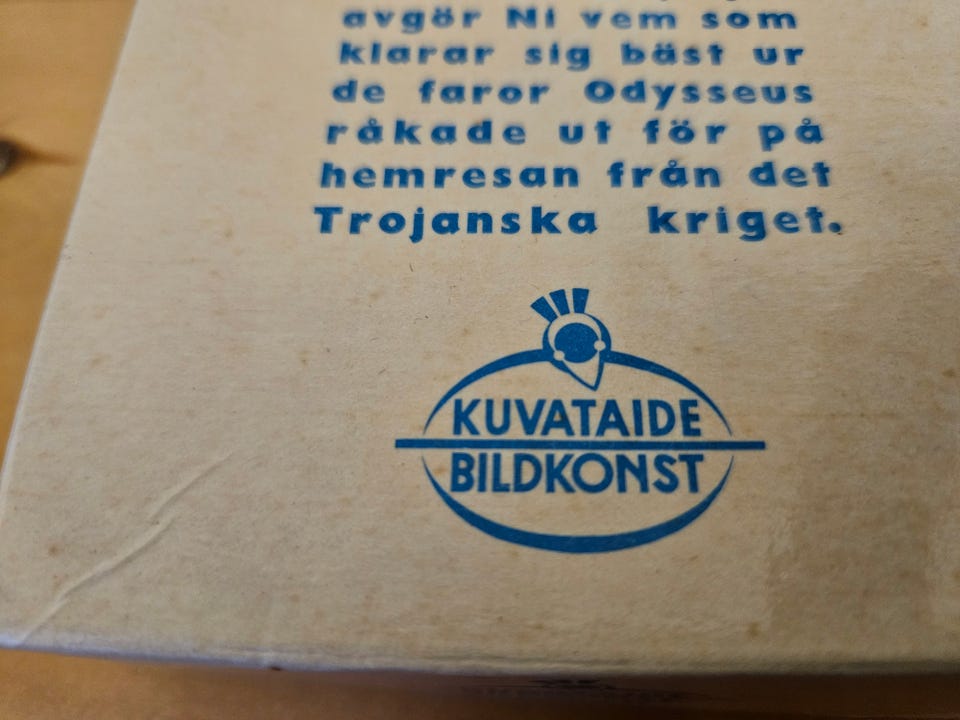 avgör Ni vem som
klarar sig bäst ur
de faror Odysseus
råkade ut för på
hemresan från det
Trojanska kriget.
KUVATAIDE
BILDKONST